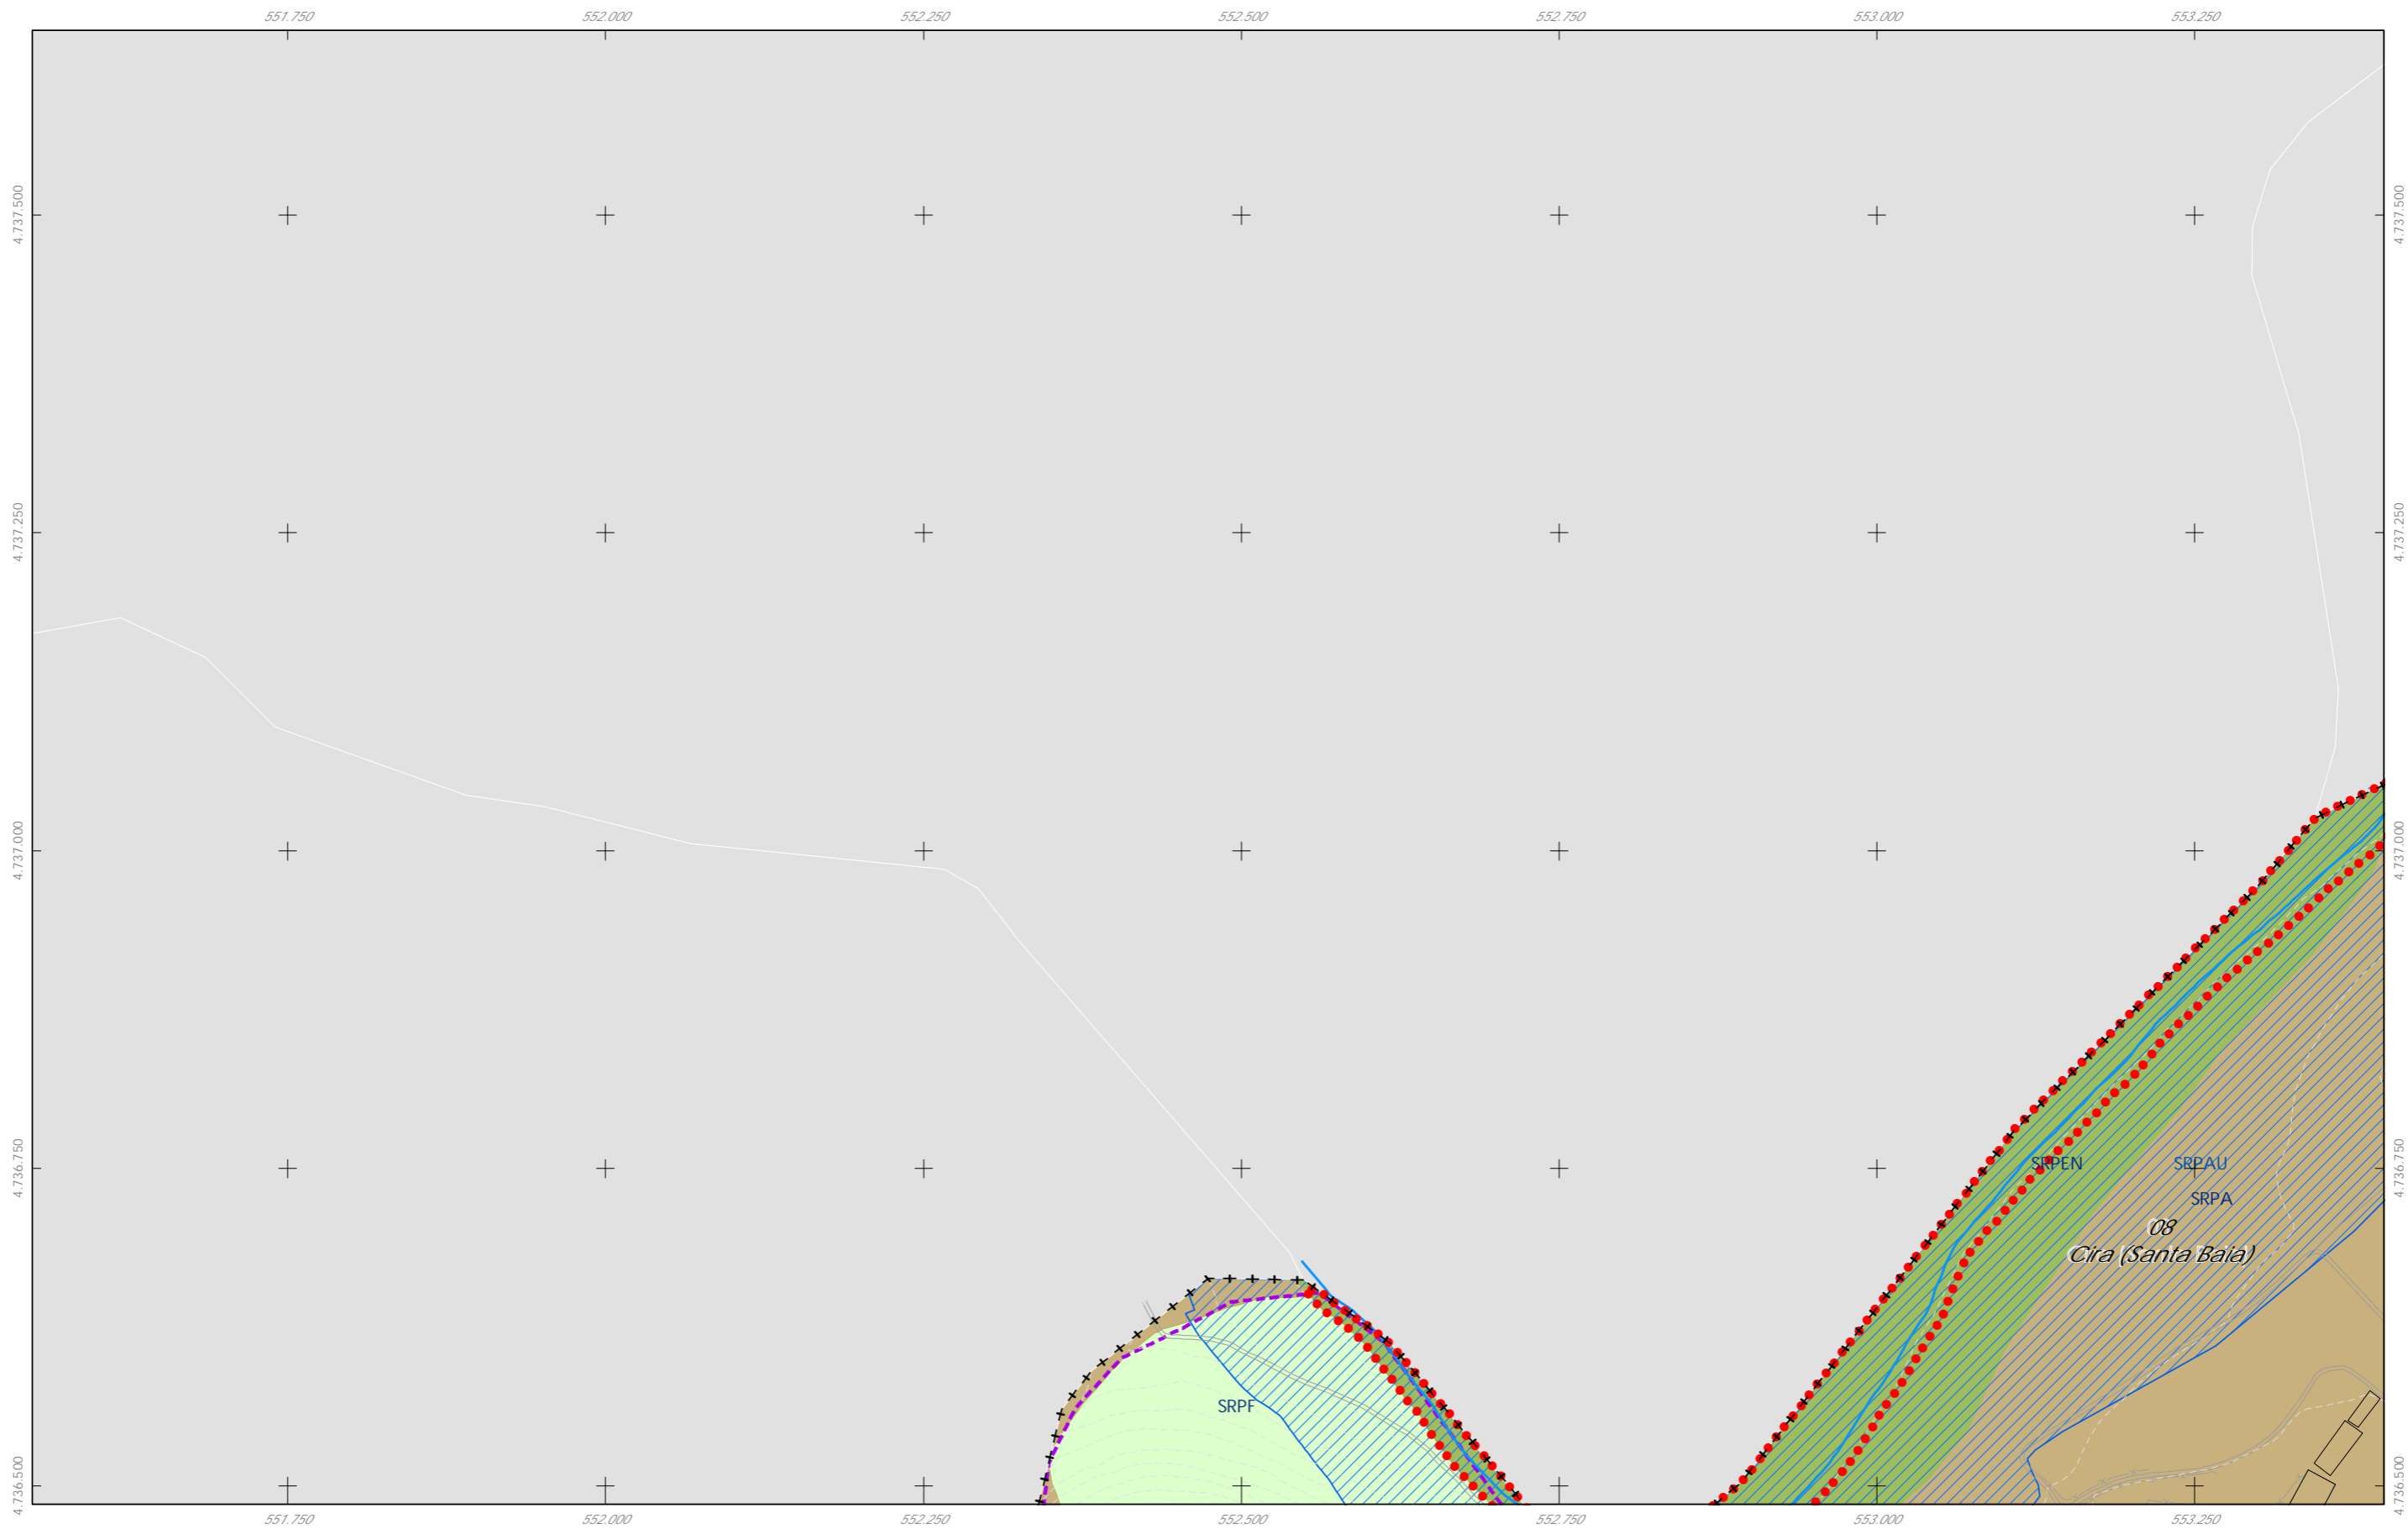 551.750 552.000 552.250 552.500 552.750 553.000 553.250
4.737.500 4.737.500
4.737.250 4.737.250
4.737.000 4.737.000
4.736.750 4.736.750
SRPEN SRPAU
SRPA
08
Cira (Santa Baia)
SRPF
4.736.500 4.736.500
551.750 552.000 552.250 552.500 552.750 553.000 553.250